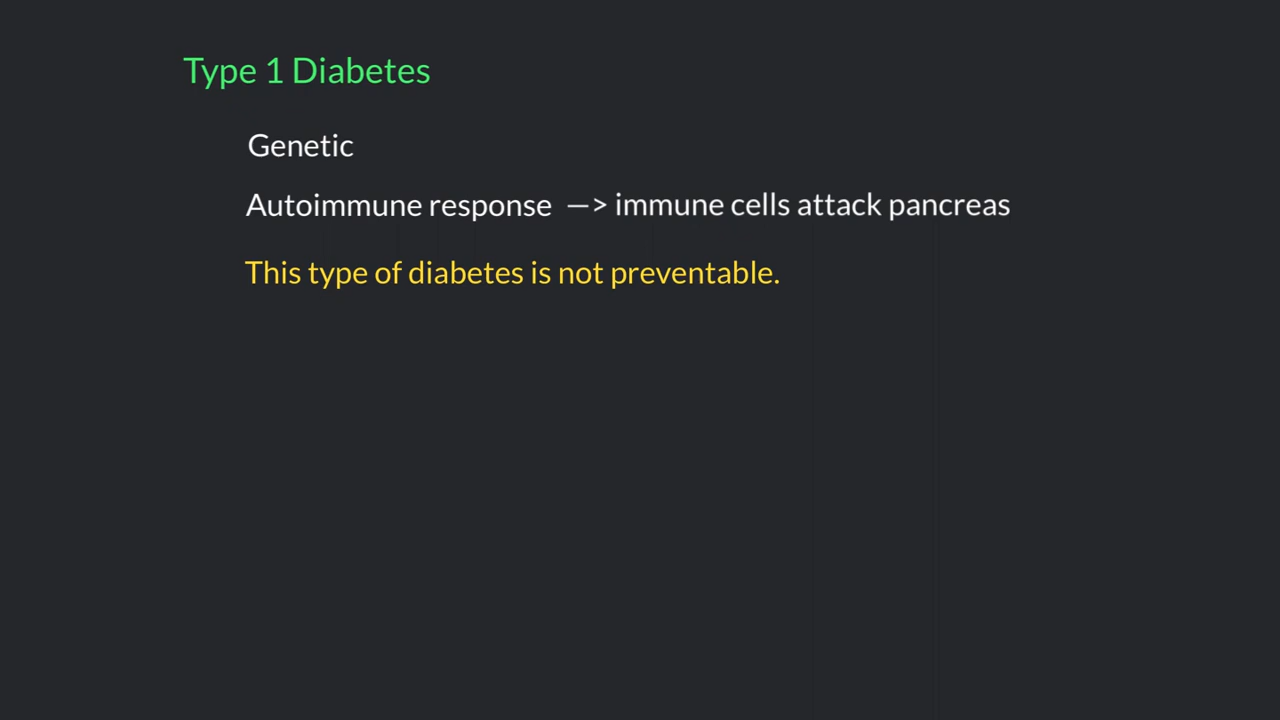 Type 1 Diabetes
Genetic
Autoimmune response —> immune cells attack pancreas
This type of diabetes is not preventable.